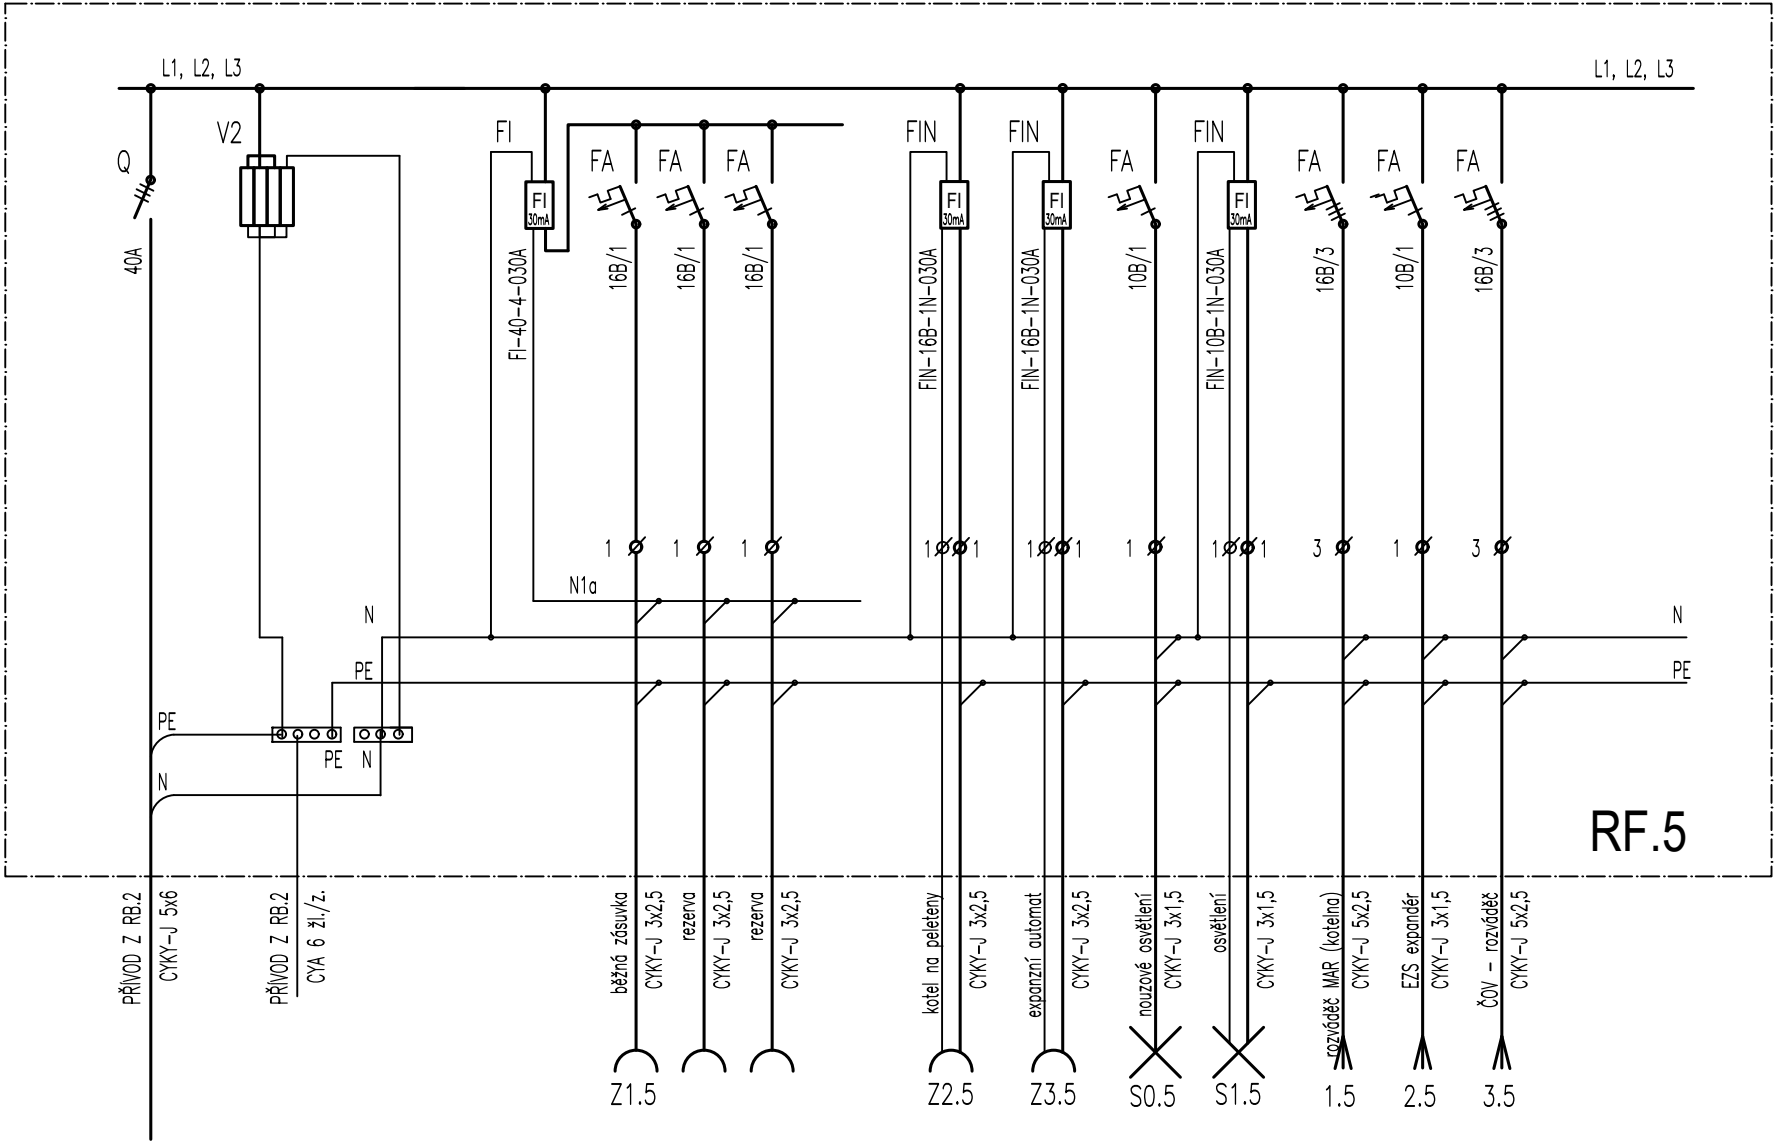 L1, L2, L3
L1, L2, L3
Q
V2
FI
FA
FA
FA
FIN
FIN
FA
FIN
FA
FA
FA
FI
30mA
FI
30mA
FI
30mA
FI
30mA
40A
FI-40-4-030A
16B/1
16B/1
16B/1
FIN-16B-1N-030A
FIN-16B-1N-030A
10B/1
FIN-10B-1N-030A
16B/3
10B/1
16B/3
1
1
1
1
1
1
1
1
1
1
3
1
3
N1a
N
N
PE
PE
PE
PE
N
N
RF.5
PŘÍVOD Z RB.2
CYKY-J 5x6
PŘÍVOD Z RB.2
CYA 6 žl./z.
běžná zásuvka
CYKY-J 3x2,5
rezerva
CYKY-J 3x2,5
rezerva
CYKY-J 3x2,5
kotel na peleteny
CYKY-J 3x2,5
expanzní automat
CYKY-J 3x2,5
nouzové osvětlení
CYKY-J 3x1,5
osvětlení
CYKY-J 3x1,5
rozváděč MAR (kotelna)
CYKY-J 5x2,5
EZS expandér
CYKY-J 3x1,5
ČOV - rozváděč
CYKY-J 5x2,5
Z1.5
Z2.5
Z3.5
S0.5
S1.5
1.5
2.5
3.5